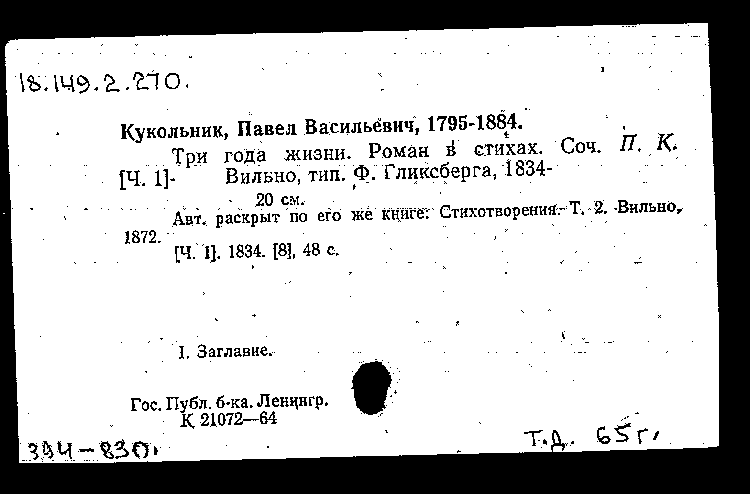 18.149.2.270.
Кукольник, Павел Васильевич, 1795-1884.
Три года жизни. Роман в стихах. Соч. П. К.
[Ч. 1]- Вильно, тип. Ф. Гликсберга, 1834-
20 см.
Авт. раскрыт по его же книге: Стихотворения.- Т. 2. -Вильно,
1872.
[Ч. 1]. 1834. [8], 48 с.
I. Заглавие.
Гос. Публ. б-ка. Ленингр.
К 21072—64
394-830.
Т.Д. 65 г.